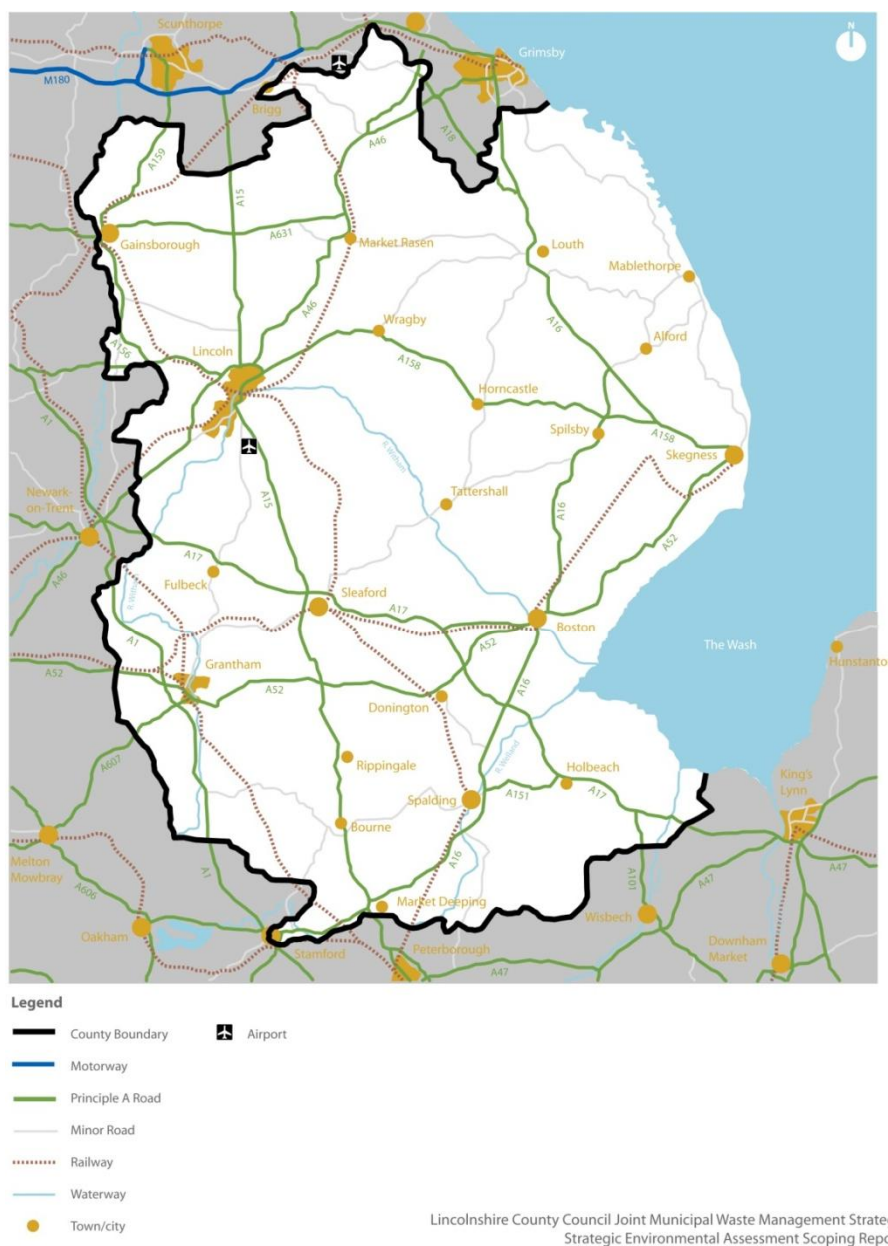 Scunthorpe
Grimsby
N
M180
Brigg
A18
A46
A159
A15
Gainsborough
A631
Market Rasen
Louth
Mablethorpe
A46
Wragby
A16
Alford
A156
Lincoln
A158
Horncastle
Spilsby
A158
Skegness
A1
R. Witham
Newark-
on-Trent
A15
Tattershall
A16
A52
A46
A17
Fulbeck
R. Witham
Sleaford
A17
Boston
A1
A52
The Wash
Hunstanto
A52
Grantham
A52
A16
Donington
A607
Rippingale
R. Welland
Holbeach
Spalding
A151
A17
King's
Lynn
Bourne
Melton
Mowbray
A1
A16
A47
A606
A101
A47
Market Deeping
Wisbech
Oakham
Stamford
Peterborough
A47
Downham
Market
Legend
County Boundary
Airport
Motorway
Principle A Road
Minor Road
Railway
Waterway
Town/city
Lincolnshire County Council Joint Municipal Waste Management Strate
Strategic Environmental Assessment Scoping Repo